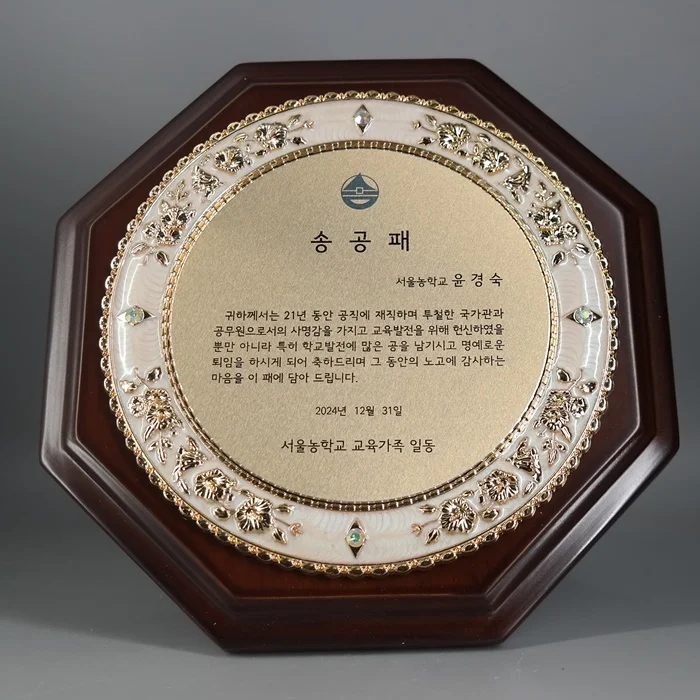 송 공 패
서울농학교 윤 경 숙
귀하께서는 21년 동안 공직에 재직하며 투철한 국가관과
공무원으로서의 사명감을 가지고 교육발전을 위해 헌신하였을
뿐만 아니라 특히 학교발전에 많은 공을 남기시고 명예로운
퇴임을 하시게 되어 축하드리며 그 동안의 노고에 감사하는
마음을 이 패에 담아 드립니다.
2024년 12월 31일
서울농학교 교육가족 일동